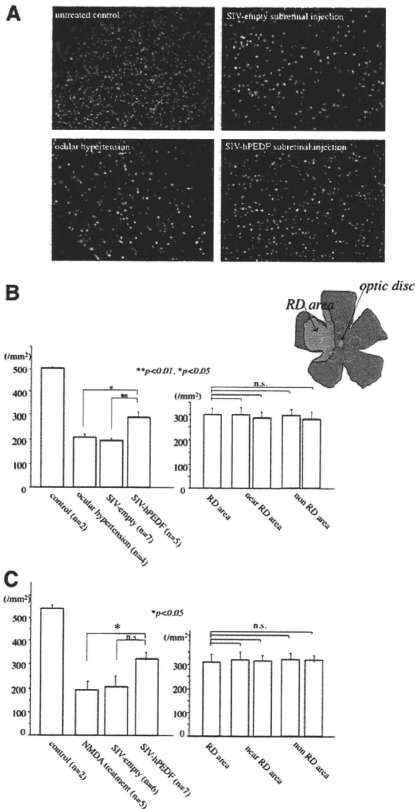 A
untreated control
SIV-empty subretinal injection
ocular hypertension
SIV-hPEDF subretinal injection
B
optic disc
RD area
(/mm²)
**p<0.01, *p<0.05
500
400
300
200
100
0
*
**
control (n=2)
ocular hypertension (n=4)
SIV-empty (n=7)
SIV-hPEDF (n=5)
(/mm²)
n.s.
300
200
100
0
RD area
near RD area
non RD area
C
(/mm²)
*p<0.05
500
400
300
200
100
0
*
n.s.
control (n=2)
NMDA treatment (n=5)
SIV-empty (n=6)
SIV-hPEDF (n=7)
(/mm²)
n.s.
300
200
100
0
RD area
near RD area
non RD area